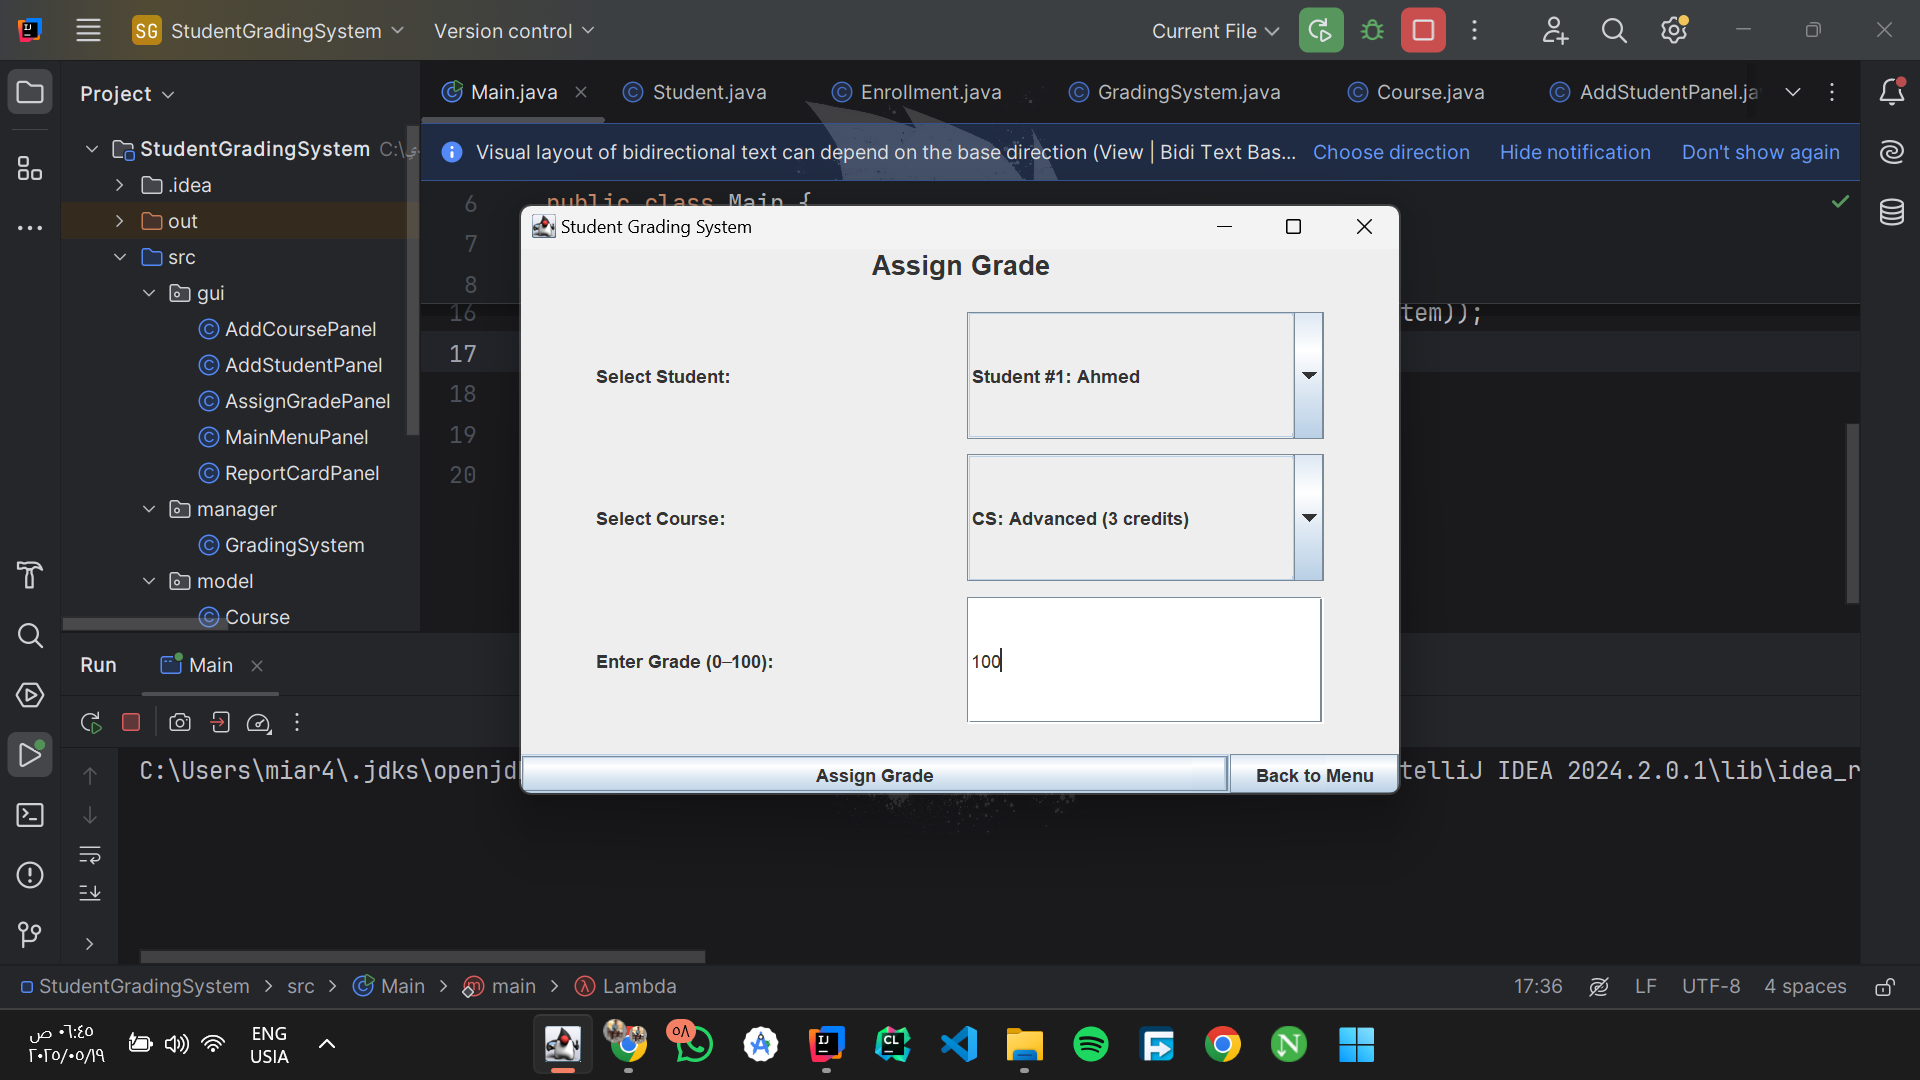 SG StudentGradingSystem Version control Current File
Project
Main.java Student.java Enrollment.java GradingSystem.java Course.java AddStudentPanel.ja
Visual layout of bidirectional text can depend on the base direction (View | Bidi Text Bas... Choose direction Hide notification Don't show again
StudentGradingSystem C:\
.idea
out
src
gui
AddCoursePanel
AddStudentPanel
AssignGradePanel
MainMenuPanel
ReportCardPanel
manager
GradingSystem
model
Course
6 public class Main {
7
8
16 tem));
17
18
19
20
Student Grading System
Assign Grade
Select Student: Student #1: Ahmed
Select Course: CS: Advanced (3 credits)
Enter Grade (0–100): 100
Assign Grade Back to Menu
Run Main
C:\Users\miar4\.jdks\openjd telliJ IDEA 2024.2.0.1\lib\idea_r
StudentGradingSystem > src > Main > main > Lambda 17:36 LF UTF-8 4 spaces
٠٦:٤٥ ص
٢٠٢٥/٠٥/١٩
ENG
USIA
٥٨